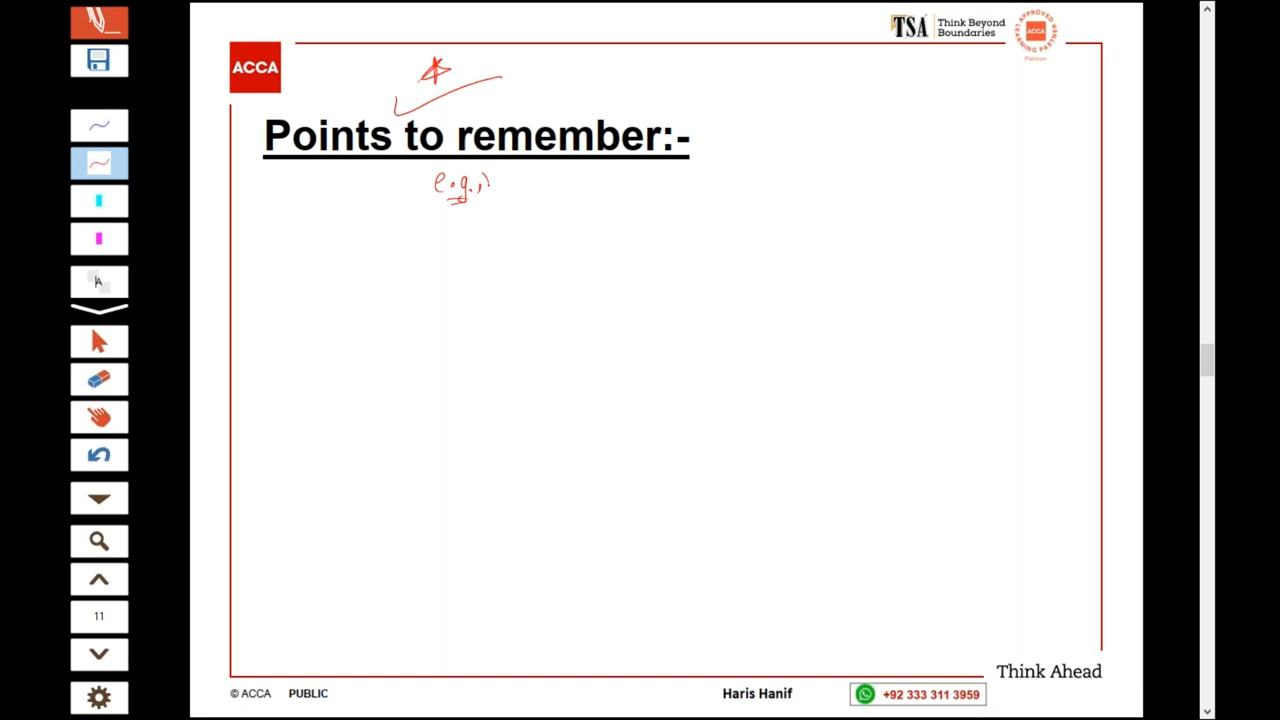 TSA Think Beyond
Boundaries
APPROVED
LEARNING PARTNER
ACCA
Platinum
ACCA
Points to remember:-
e.g.,
A
11
Think Ahead
© ACCA PUBLIC
Haris Hanif
+92 333 311 3959